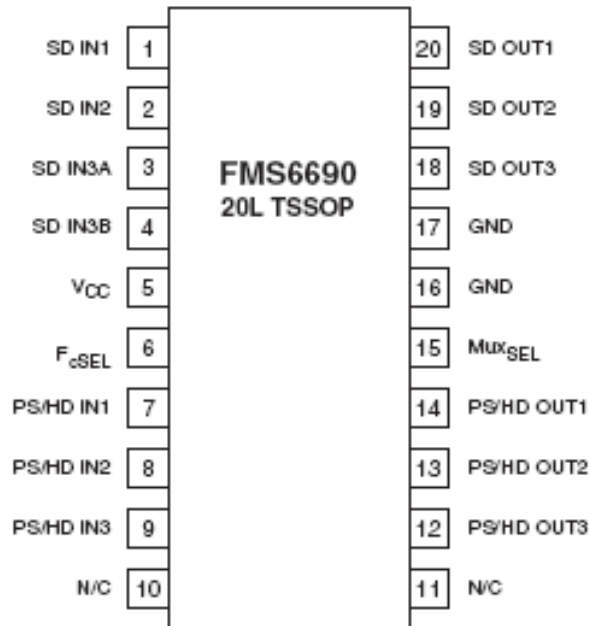 SD IN1 1 20 SD OUT1
SD IN2 2 19 SD OUT2
SD IN3A 3 FMS6690 18 SD OUT3
20L TSSOP
SD IN3B 4 17 GND
VCC 5 16 GND
FcSEL 6 15 MuxSEL
PS/HD IN1 7 14 PS/HD OUT1
PS/HD IN2 8 13 PS/HD OUT2
PS/HD IN3 9 12 PS/HD OUT3
N/C 10 11 N/C